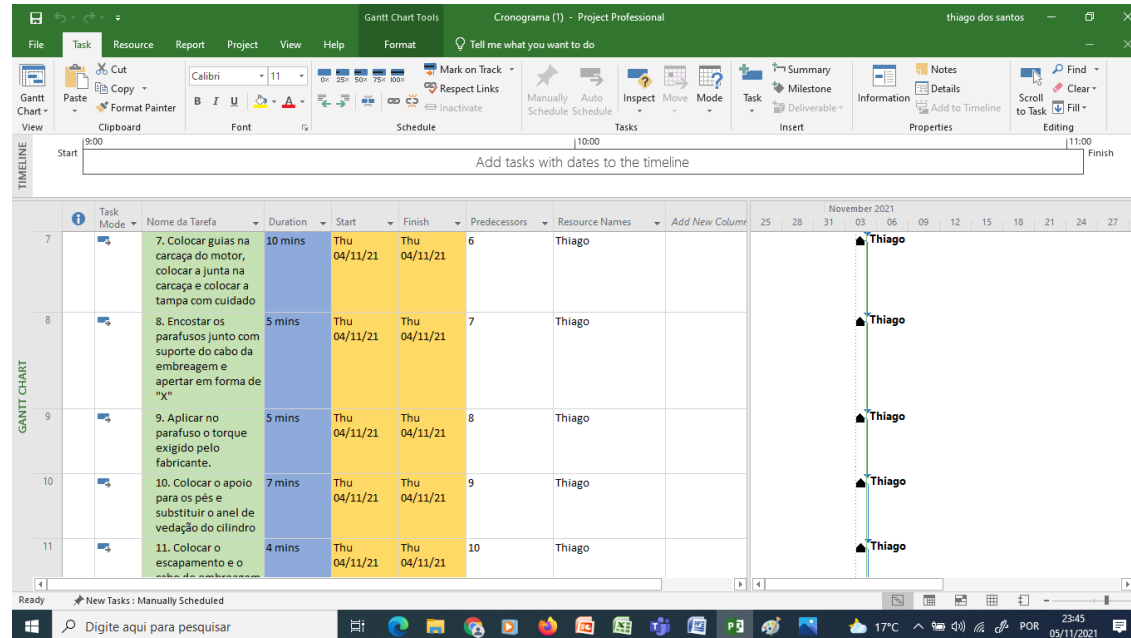 Gantt Chart Tools
Cronograma (1) - Project Professional
thiago dos santos
File Task Resource Report Project View Help Format Tell me what you want to do
Gantt Chart
View
Paste
Cut
Copy
Format Painter
Clipboard
Calibri 11
B I U A
Font
0× 25× 50× 75× 100×
Mark on Track
Respect Links
Inactivate
Schedule
Manually Schedule
Auto Schedule
Inspect
Move
Mode
Tasks
Task
Summary
Milestone
Deliverable
Insert
Information
Notes
Details
Add to Timeline
Properties
Scroll to Task
Find
Clear
Fill
Editing
TIMELINE
Start
9:00 10:00 11:00
Add tasks with dates to the timeline
Finish
GANTT CHART
Task Mode Nome da Tarefa Duration Start Finish Predecessors Resource Names Add New Column
November 2021
25 28 31 03 06 09 12 15 18 21 24 27
7 7. Colocar guias na 10 mins Thu Thu 6 Thiago Thiago
carcaça do motor, 04/11/21 04/11/21
colocar a junta na
carcaça e colocar a
tampa com cuidado
8 8. Encostar os 5 mins Thu Thu 7 Thiago Thiago
parafusos junto com 04/11/21 04/11/21
suporte do cabo da
embreagem e
apertar em forma de
"X"
9 9. Aplicar no 5 mins Thu Thu 8 Thiago Thiago
parafuso o torque 04/11/21 04/11/21
exigido pelo
fabricante.
10 10. Colocar o apoio 7 mins Thu Thu 9 Thiago Thiago
para os pés e 04/11/21 04/11/21
substituir o anel de
vedação do cilindro
11 11. Colocar o 4 mins Thu Thu 10 Thiago Thiago
escapamento e o 04/11/21 04/11/21
cabo de embreagem
Ready New Tasks : Manually Scheduled
Digite aqui para pesquisar
17°C
POR
23:45
05/11/2021